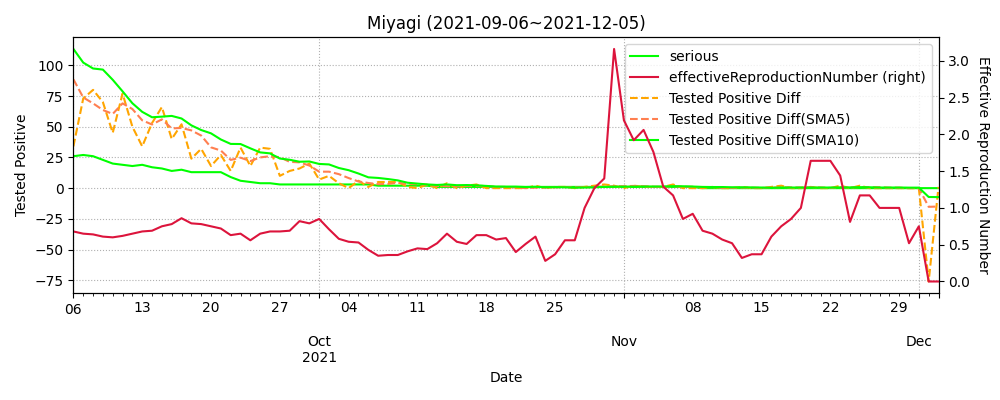 Miyagi (2021-09-06~2021-12-05)
Tested Positive
100
75
50
25
0
−25
−50
−75
serious
effectiveReproductionNumber (right)
Tested Positive Diff
Tested Positive Diff(SMA5)
Tested Positive Diff(SMA10)
3.0
2.5
2.0
1.5
1.0
0.5
0.0
Effective Reproduction Number
06 13 20 27 04 11 18 25 08 15 22 29
Oct Nov Dec
2021
Date